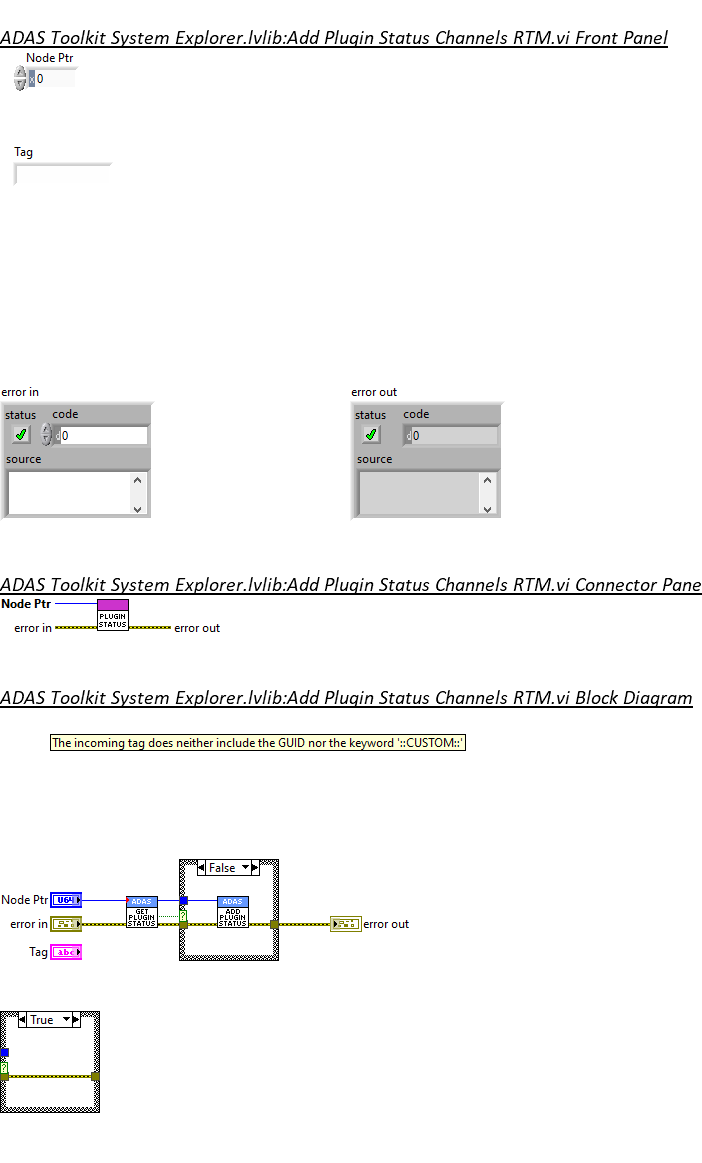 ADAS Toolkit System Explorer.lvlib:Add Plugin Status Channels RTM.vi Front Panel
Node Ptr
x 0
Tag
error in
error out
status code
status code
d 0
d 0
source
source
ADAS Toolkit System Explorer.lvlib:Add Plugin Status Channels RTM.vi Connector Pane
Node Ptr
PLUGIN
STATUS
error in
error out
ADAS Toolkit System Explorer.lvlib:Add Plugin Status Channels RTM.vi Block Diagram
The incoming tag does neither include the GUID nor the keyword '::CUSTOM::'
False
Node Ptr U64
ADAS
GET
PLUGIN
STATUS
ADAS
ADD
PLUGIN
STATUS
?
error in
error out
Tag abc
True
?